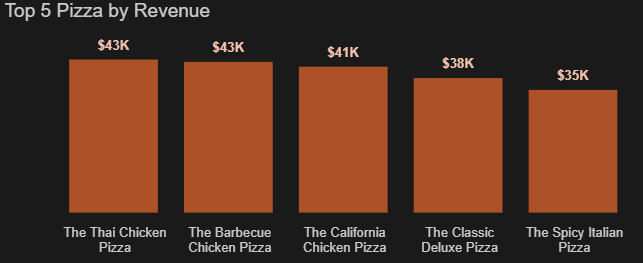 Top 5 Pizza by Revenue
$43K
$43K
$41K
$38K
$35K
The Thai Chicken
Pizza
The Barbecue
Chicken Pizza
The California
Chicken Pizza
The Classic
Deluxe Pizza
The Spicy Italian
Pizza